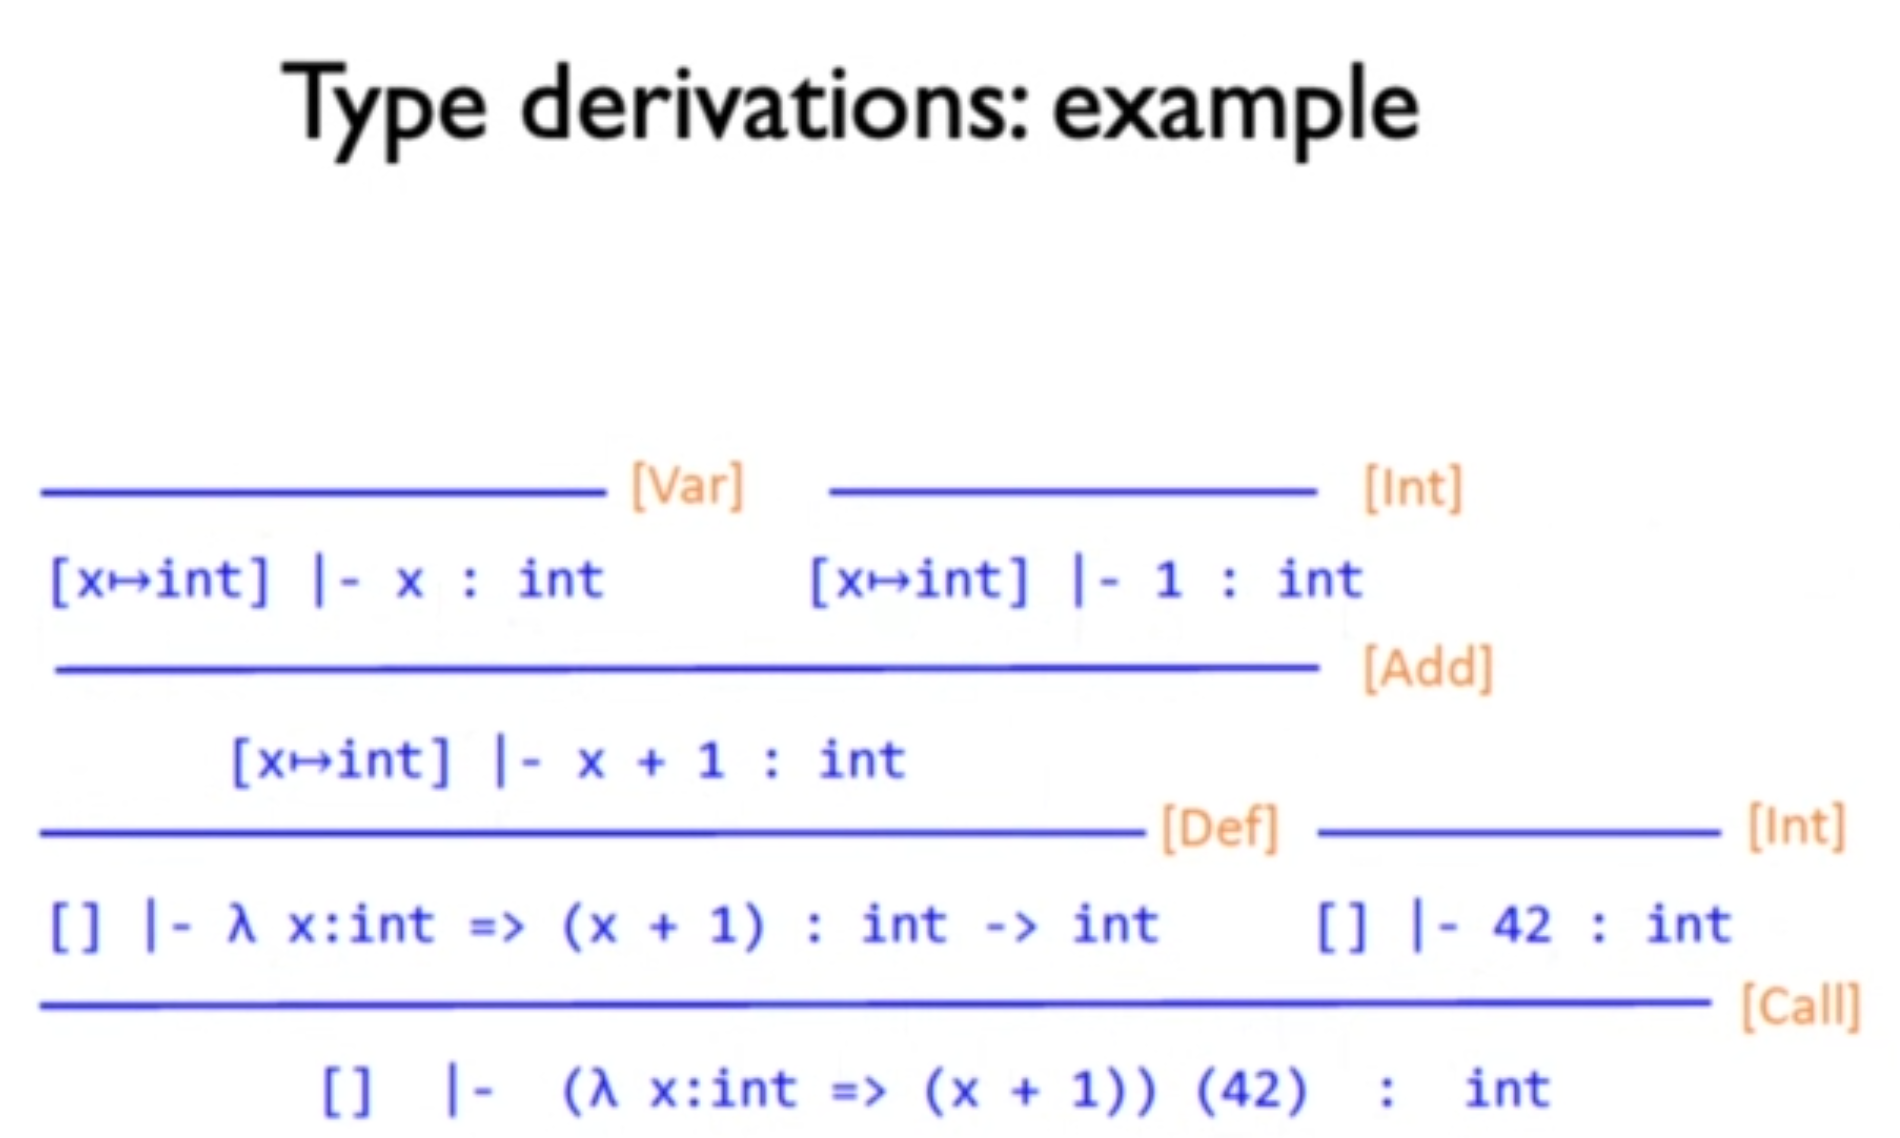 Type derivations: example
[Var] [Int]
[x↦int] |- x : int [x↦int] |- 1 : int
[Add]
[x↦int] |- x + 1 : int
[Def] [Int]
[] |- λ x:int => (x + 1) : int -> int [] |- 42 : int
[Call]
[] |- (λ x:int => (x + 1)) (42) : int